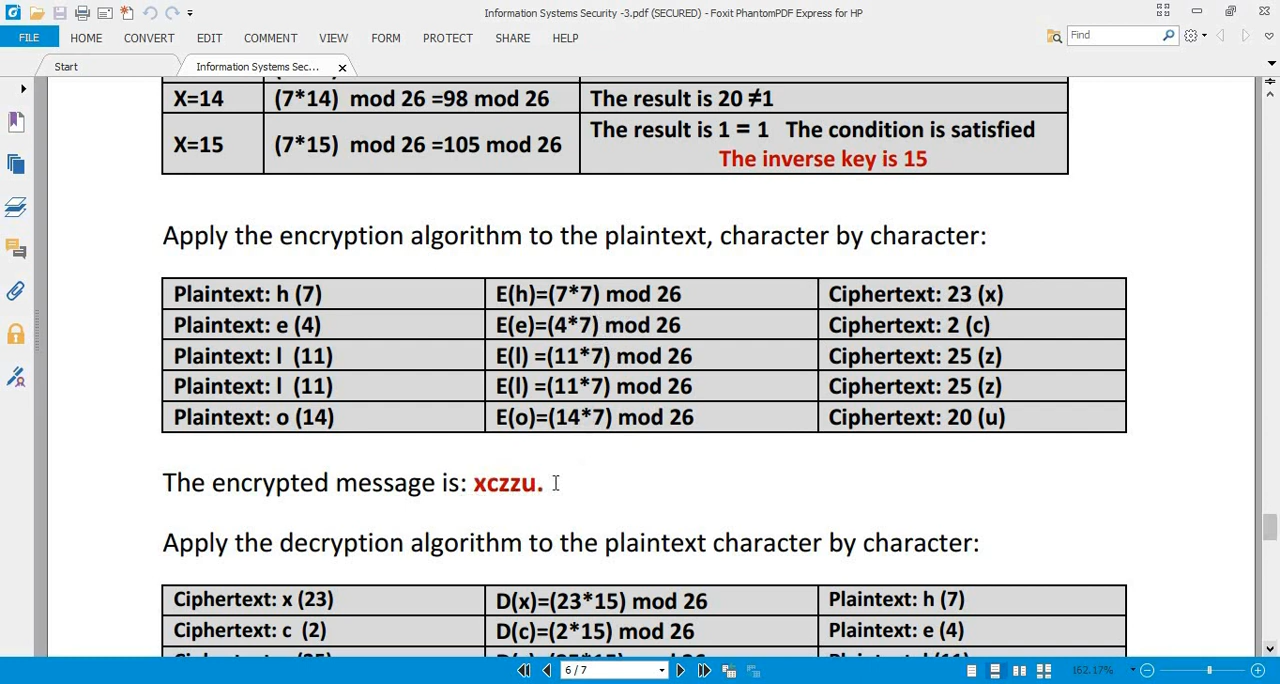 Information Systems Security -3.pdf (SECURED) - Foxit PhantomPDF Express for HP
FILE HOME CONVERT EDIT COMMENT VIEW FORM PROTECT SHARE HELP
Find
Start Information Systems Sec...
X=14 (7*14) mod 26 =98 mod 26 The result is 20 ≠1
X=15 (7*15) mod 26 =105 mod 26 The result is 1 = 1 The condition is satisfied
The inverse key is 15
Apply the encryption algorithm to the plaintext, character by character:
Plaintext: h (7) E(h)=(7*7) mod 26 Ciphertext: 23 (x)
Plaintext: e (4) E(e)=(4*7) mod 26 Ciphertext: 2 (c)
Plaintext: l (11) E(l) =(11*7) mod 26 Ciphertext: 25 (z)
Plaintext: l (11) E(l) =(11*7) mod 26 Ciphertext: 25 (z)
Plaintext: o (14) E(o)=(14*7) mod 26 Ciphertext: 20 (u)
The encrypted message is: xczzu.
Apply the decryption algorithm to the plaintext character by character:
Ciphertext: x (23) D(x)=(23*15) mod 26 Plaintext: h (7)
Ciphertext: c (2) D(c)=(2*15) mod 26 Plaintext: e (4)
6 / 7 162.17%